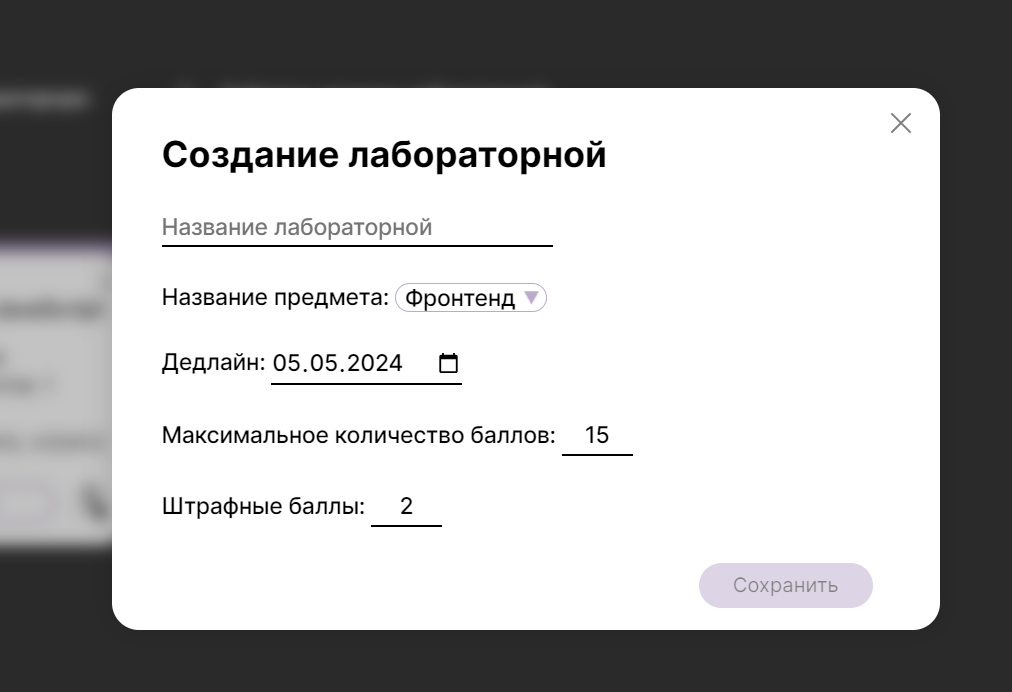 Создание лабораторной
Название лабораторной
Название предмета: Фронтенд
Дедлайн: 05.05.2024
Максимальное количество баллов: 15
Штрафные баллы: 2
Сохранить